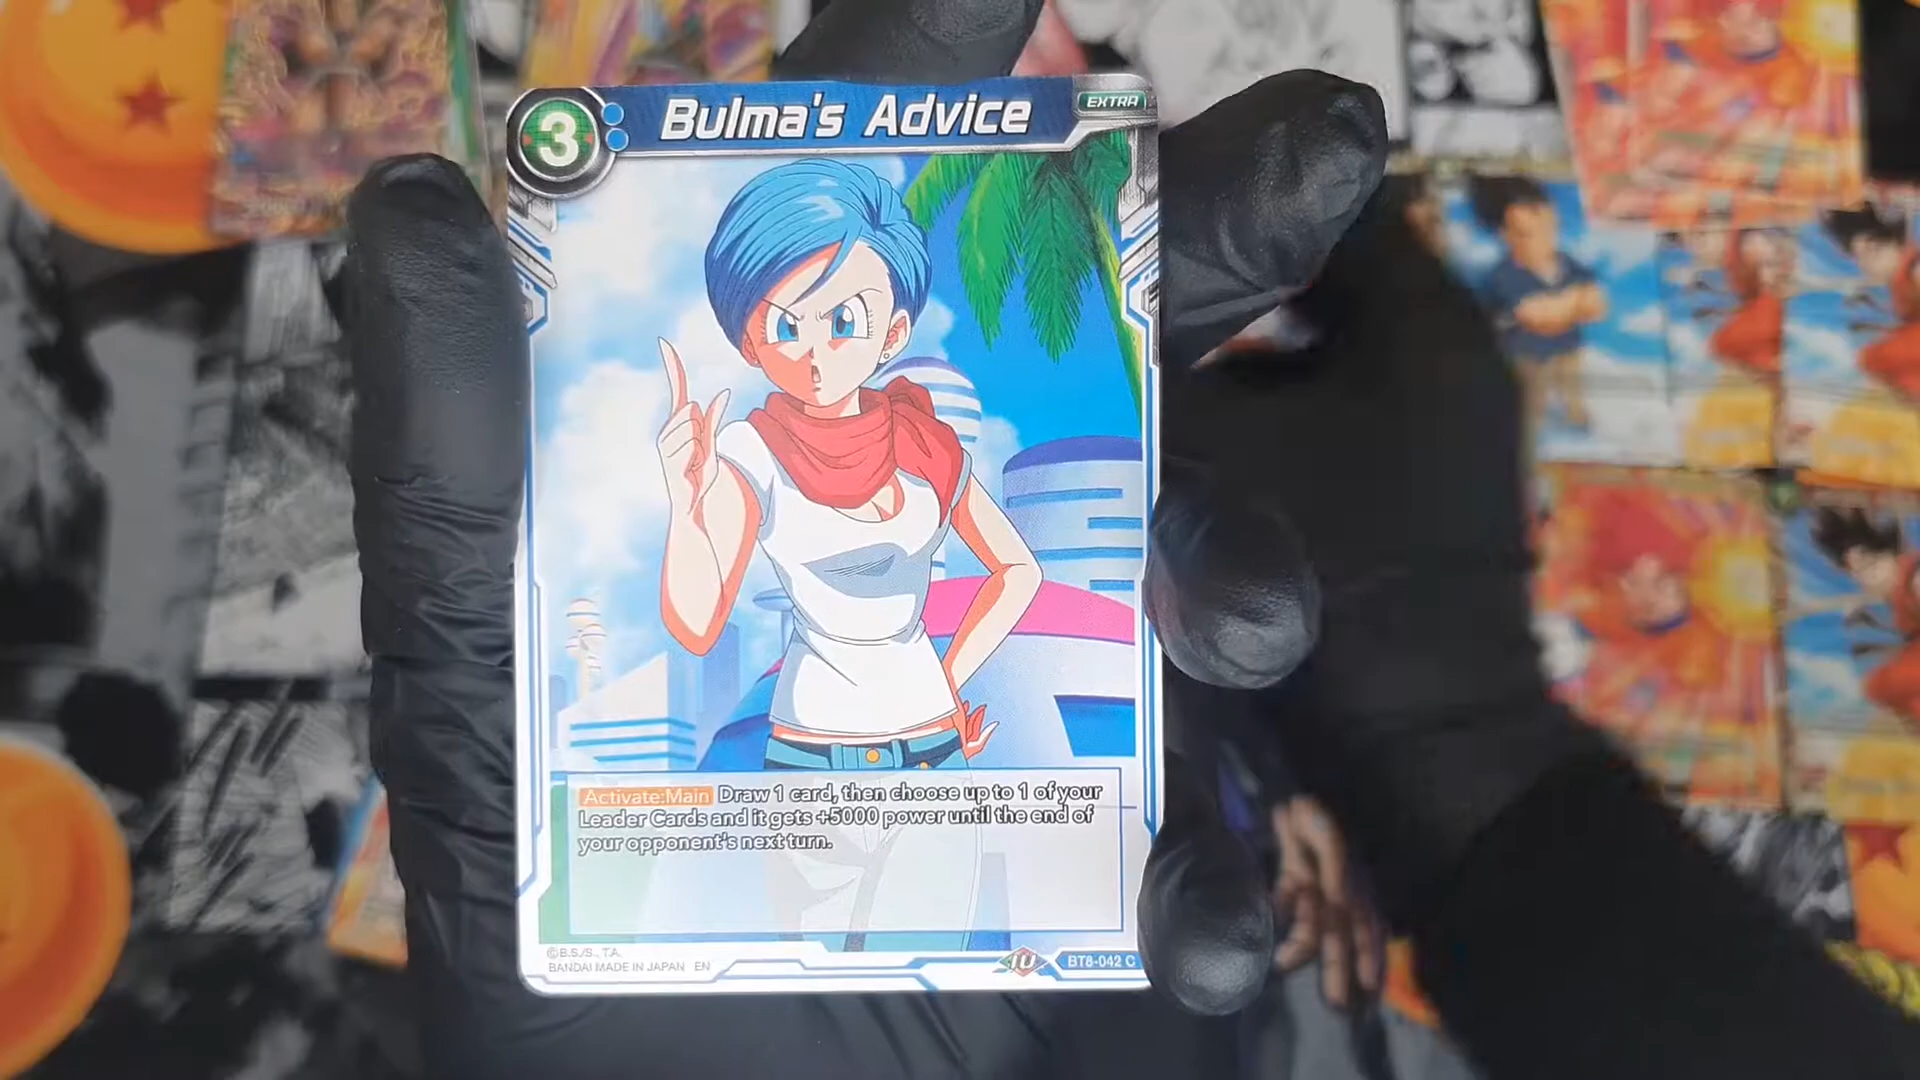 3
Bulma's Advice
EXTRA
Activate:Main Draw 1 card, then choose up to 1 of your
Leader Cards and it gets +5000 power until the end of
your opponent's next turn.
©B.S./S., T.A.
BANDAI MADE IN JAPAN EN
IU
BT8-042 C